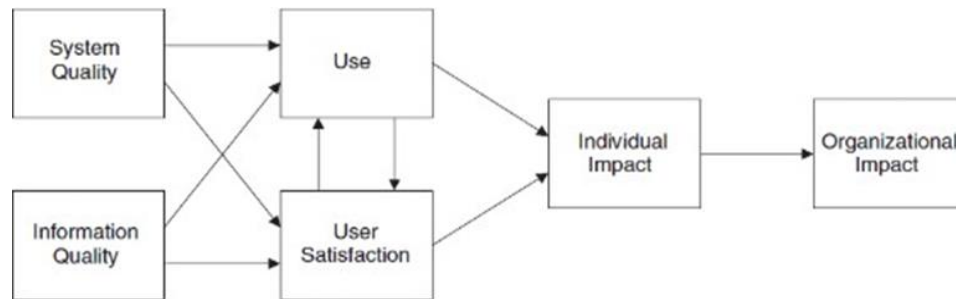 System
Quality
Use
Individual
Impact
Organizational
Impact
Information
Quality
User
Satisfaction